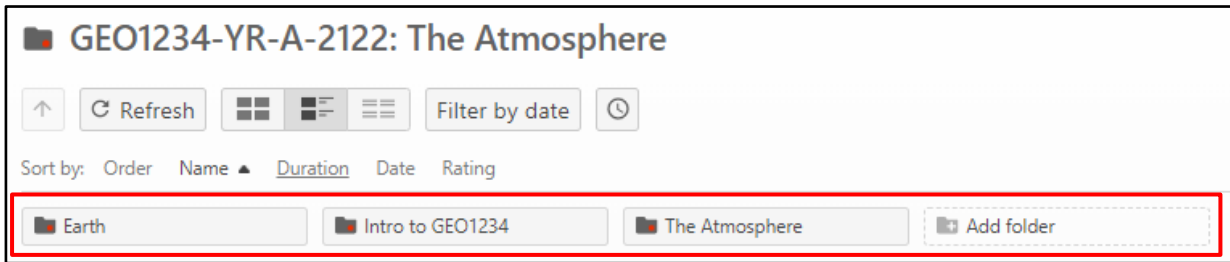 GEO1234-YR-A-2122: The Atmosphere
Refresh Filter by date
Sort by: Order Name Duration Date Rating
Earth Intro to GEO1234 The Atmosphere Add folder